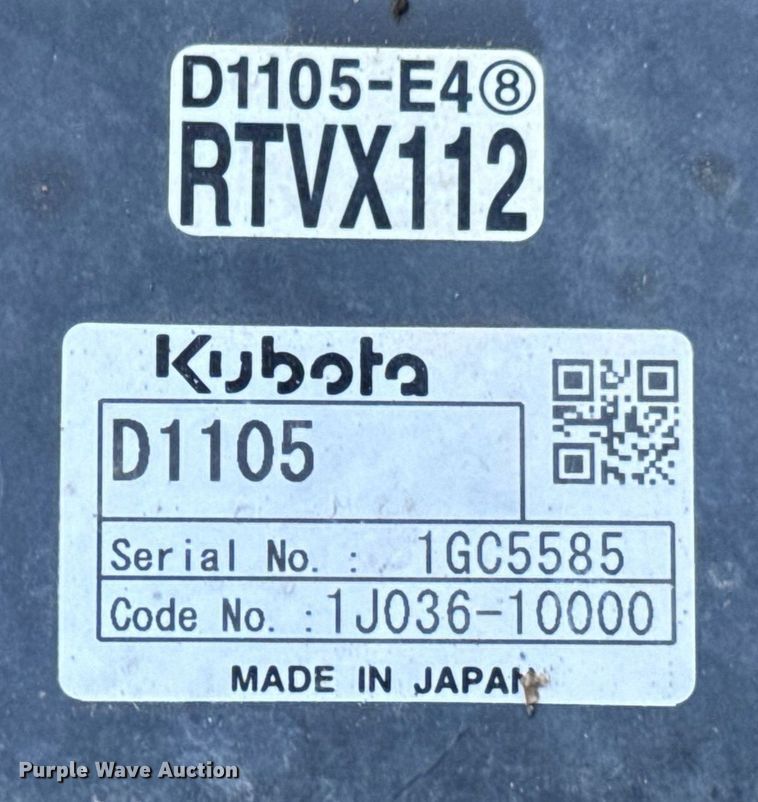 D1105-E4⑧
RTVX112
Kubota
D1105
Serial No. : 1GC5585
Code No. : 1J036-10000
MADE IN JAPAN
Purple Wave Auction